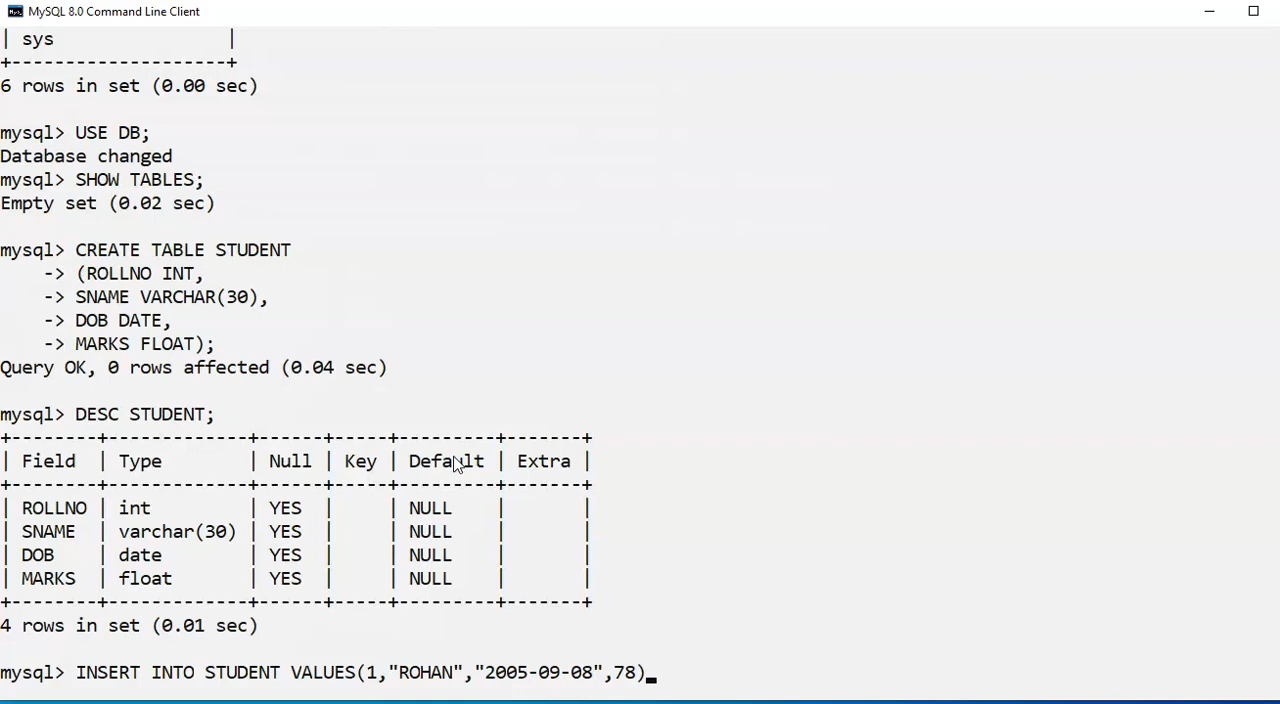 MySQL 8.0 Command Line Client
| sys                |
+--------------------+
6 rows in set (0.00 sec)
mysql> USE DB;
Database changed
mysql> SHOW TABLES;
Empty set (0.02 sec)
mysql> CREATE TABLE STUDENT
    -> (ROLLNO INT,
    -> SNAME VARCHAR(30),
    -> DOB DATE,
    -> MARKS FLOAT);
Query OK, 0 rows affected (0.04 sec)
mysql> DESC STUDENT;
+--------+-------------+------+-----+---------+-------+
| Field  | Type        | Null | Key | Default | Extra |
+--------+-------------+------+-----+---------+-------+
| ROLLNO | int         | YES  |     | NULL    |       |
| SNAME  | varchar(30) | YES  |     | NULL    |       |
| DOB    | date        | YES  |     | NULL    |       |
| MARKS  | float       | YES  |     | NULL    |       |
+--------+-------------+------+-----+---------+-------+
4 rows in set (0.01 sec)
mysql> INSERT INTO STUDENT VALUES(1,"ROHAN","2005-09-08",78)